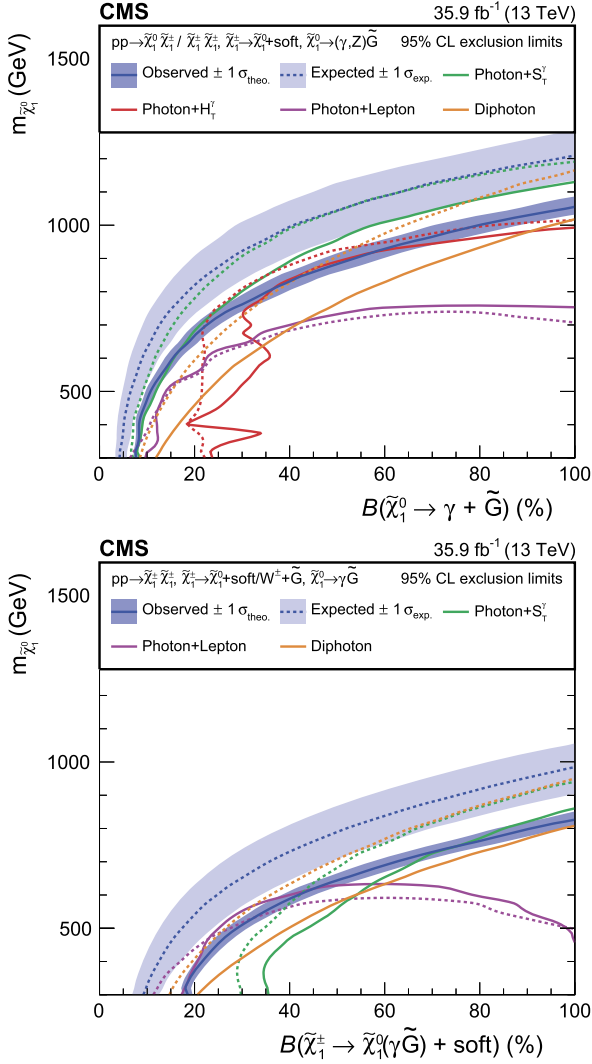 CMS 35.9 fb⁻¹ (13 TeV)
pp→χ̃₁⁰ χ̃₁± / χ̃₁± χ̃₁±, χ̃₁±→χ̃₁⁰+soft, χ̃₁⁰→(γ,Z)G̃ 95% CL exclusion limits
Observed ± 1 σtheo. Expected ± 1 σexp. Photon+S_T^γ
Photon+H_T^γ Photon+Lepton Diphoton
m_χ̃₁⁰ (GeV)
1500
1000
500
0 20 40 60 80 100
B(χ̃₁⁰ → γ + G̃) (%)
CMS 35.9 fb⁻¹ (13 TeV)
pp→χ̃₁± χ̃₁±, χ̃₁±→χ̃₁⁰+soft/W±+G̃, χ̃₁⁰→γG̃ 95% CL exclusion limits
Observed ± 1 σtheo. Expected ± 1 σexp. Photon+S_T^γ
Photon+Lepton Diphoton
m_χ̃₁⁰ (GeV)
1500
1000
500
0 20 40 60 80 100
B(χ̃₁± → χ̃₁⁰(γG̃) + soft) (%)